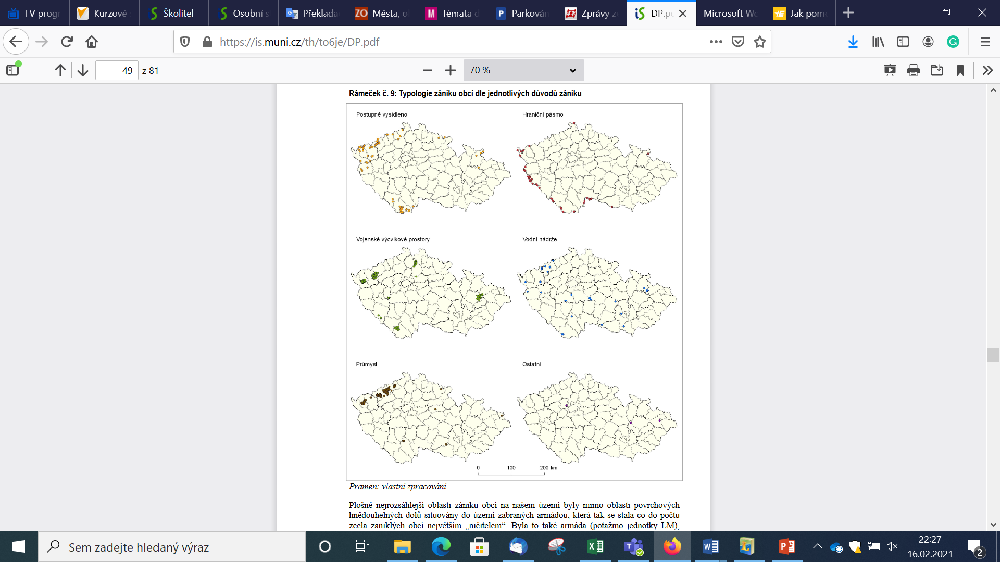 TV progr
Kurzové
Školitel
Osobní s
Překlada
Města, o
Témata d
Parkován
Zprávy ze
DP.pd
Microsoft Wo
Jak pomo
https://is.muni.cz/th/to6je/DP.pdf
49 z 81
70 %
Rámeček č. 9: Typologie zániku obcí dle jednotlivých důvodů zániku
Postupně vysídleno
Hraniční pásmo
Vojenské výcvikové prostory
Vodní nádrže
Průmysl
Ostatní
0 100 200 km
Pramen: vlastní zpracování
Plošně nejrozsáhlejší oblasti zániku obcí na našem území byly mimo oblasti povrchových
hnědouhelných dolů situovány do území zabraných armádou, která tak se stala co do počtu
zcela zaniklých obcí největším „ničitelem“. Byla to také armáda (potažmo jednotky LM),
Sem zadejte hledaný výraz
22:27
16.02.2021
2